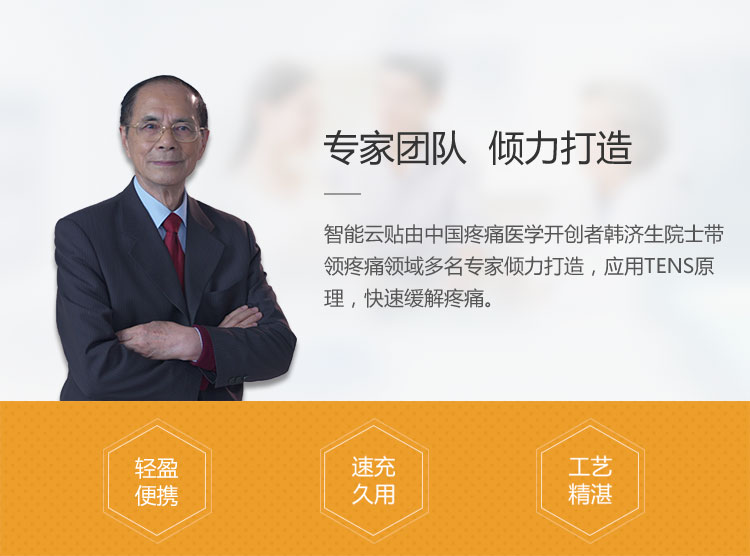 专家团队 倾力打造
智能云贴由中国疼痛医学开创者韩济生院士带
领疼痛领域多名专家倾力打造，应用TENS原
理，快速缓解疼痛。
轻盈
便携
速充
久用
工艺
精湛